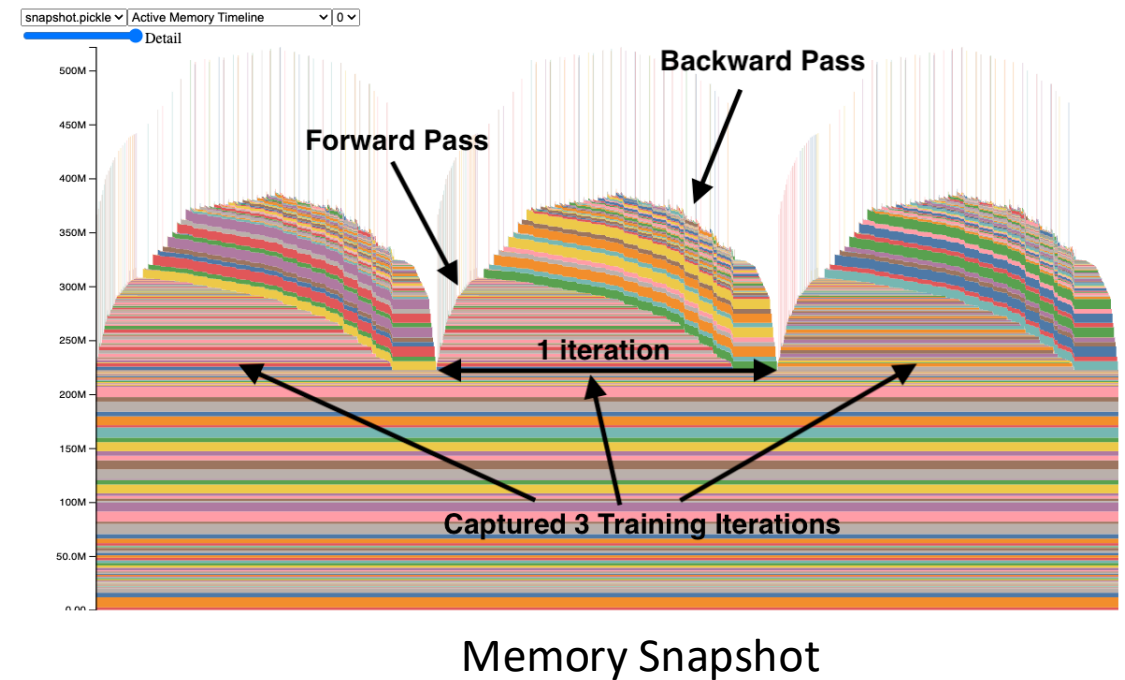 snapshot.pickle Active Memory Timeline 0
Detail
500M
450M
400M
350M
300M
250M
200M
150M
100M
50.0M
0.00
Backward Pass
Forward Pass
1 iteration
Captured 3 Training Iterations
Memory Snapshot